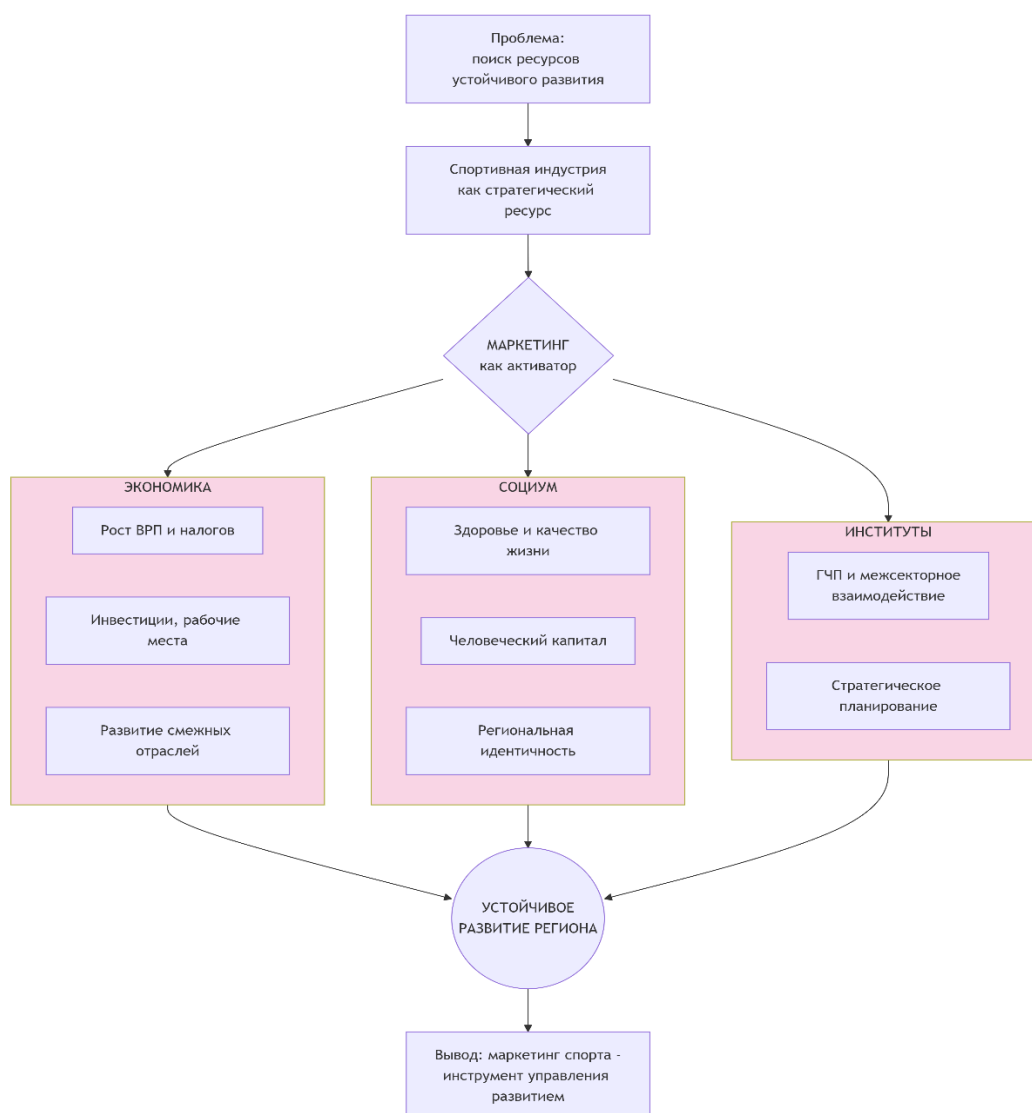 Проблема:
поиск ресурсов
устойчивого развития
Спортивная индустрия
как стратегический
ресурс
МАРКЕТИНГ
как активатор
ЭКОНОМИКА
Рост ВРП и налогов
Инвестиции, рабочие
места
Развитие смежных
отраслей
СОЦИУМ
Здоровье и качество
жизни
Человеческий капитал
Региональная
идентичность
ИНСТИТУТЫ
ГЧП и межсекторное
взаимодействие
Стратегическое
планирование
УСТОЙЧИВОЕ
РАЗВИТИЕ РЕГИОНА
Вывод: маркетинг спорта -
инструмент управления
развитием